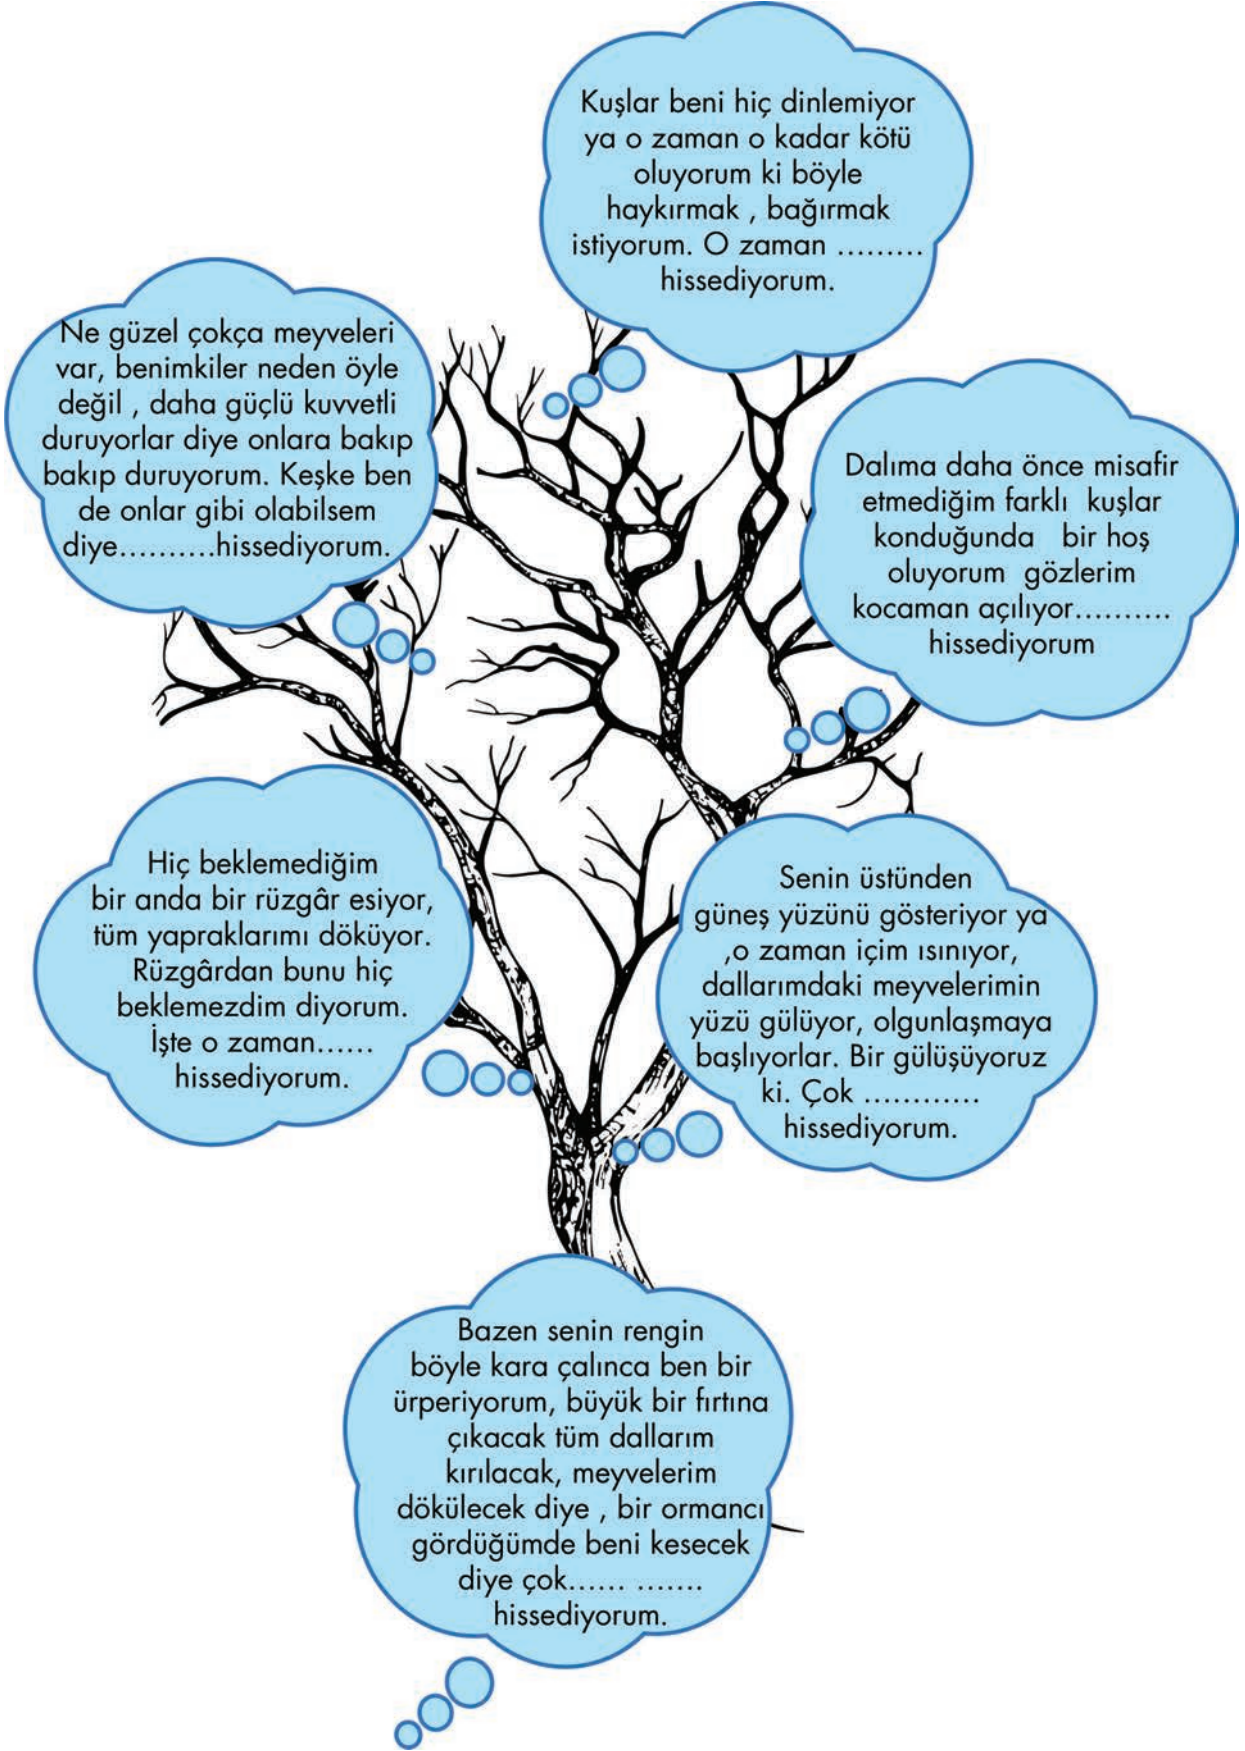 Kuşlar beni hiç dinlemiyor
ya o zaman o kadar kötü
oluyorum ki böyle
haykırmak , bağırmak
istiyorum. O zaman .........
hissediyorum.
Ne güzel çokça meyveleri
var, benimkiler neden öyle
değil , daha güçlü kuvvetli
duruyorlar diye onlara bakıp
bakıp duruyorum. Keşke ben
de onlar gibi olabilsem
diye..........hissediyorum.
Dalıma daha önce misafir
etmediğim farklı kuşlar
konduğunda bir hoş
oluyorum gözlerim
kocaman açılıyor..........
hissediyorum
Hiç beklemediğim
bir anda bir rüzgâr esiyor,
tüm yapraklarımı döküyor.
Rüzgârdan bunu hiç
beklemezdim diyorum.
İşte o zaman......
hissediyorum.
Senin üstünden
güneş yüzünü gösteriyor ya
,o zaman içim ısınıyor,
dallarımdaki meyvelerimin
yüzü gülüyor, olgunlaşmaya
başlıyorlar. Bir gülüşüyoruz
ki. Çok ............
hissediyorum.
Bazen senin rengin
böyle kara çalınca ben bir
ürperiyorum, büyük bir fırtına
çıkacak tüm dallarım
kırılacak, meyvelerim
dökülecek diye , bir ormancı
gördüğümde beni kesecek
diye çok...... .......
hissediyorum.